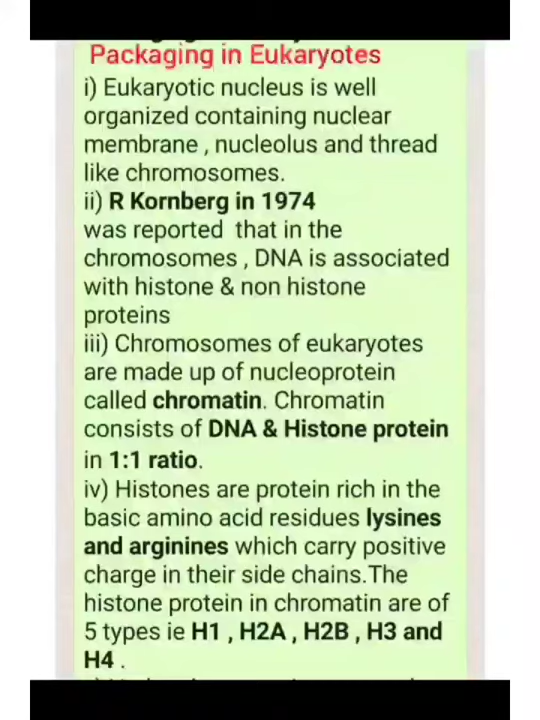 Packaging in Eukaryotes
i) Eukaryotic nucleus is well
organized containing nuclear
membrane , nucleolus and thread
like chromosomes.
ii) R Kornberg in 1974
was reported  that in the
chromosomes , DNA is associated
with histone & non histone
proteins
iii) Chromosomes of eukaryotes
are made up of nucleoprotein
called chromatin. Chromatin
consists of DNA & Histone protein
in 1:1 ratio.
iv) Histones are protein rich in the
basic amino acid residues lysines
and arginines which carry positive
charge in their side chains.The
histone protein in chromatin are of
5 types ie H1 , H2A , H2B , H3 and
H4 .